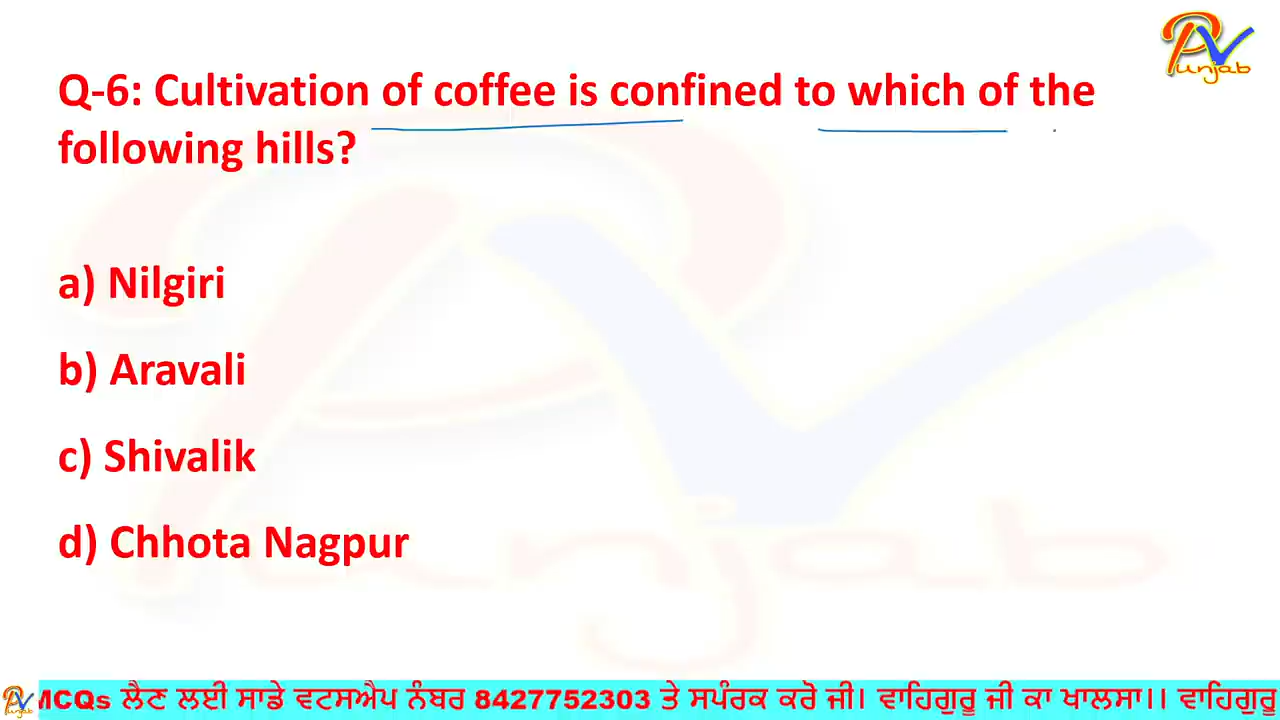 PV
unjab
Q-6: Cultivation of coffee is confined to which of the
following hills?
a) Nilgiri
b) Aravali
c) Shivalik
d) Chhota Nagpur
MCQs ਲੈਣ ਲਈ ਸਾਡੇ ਵਟਸਐਪ ਨੰਬਰ 8427752303 ਤੇ ਸਪੰਰਕ ਕਰੋ ਜੀ। ਵਾਹਿਗੁਰੂ ਜੀ ਕਾ ਖਾਲਸਾ।। ਵਾਹਿਗੁਰੂ